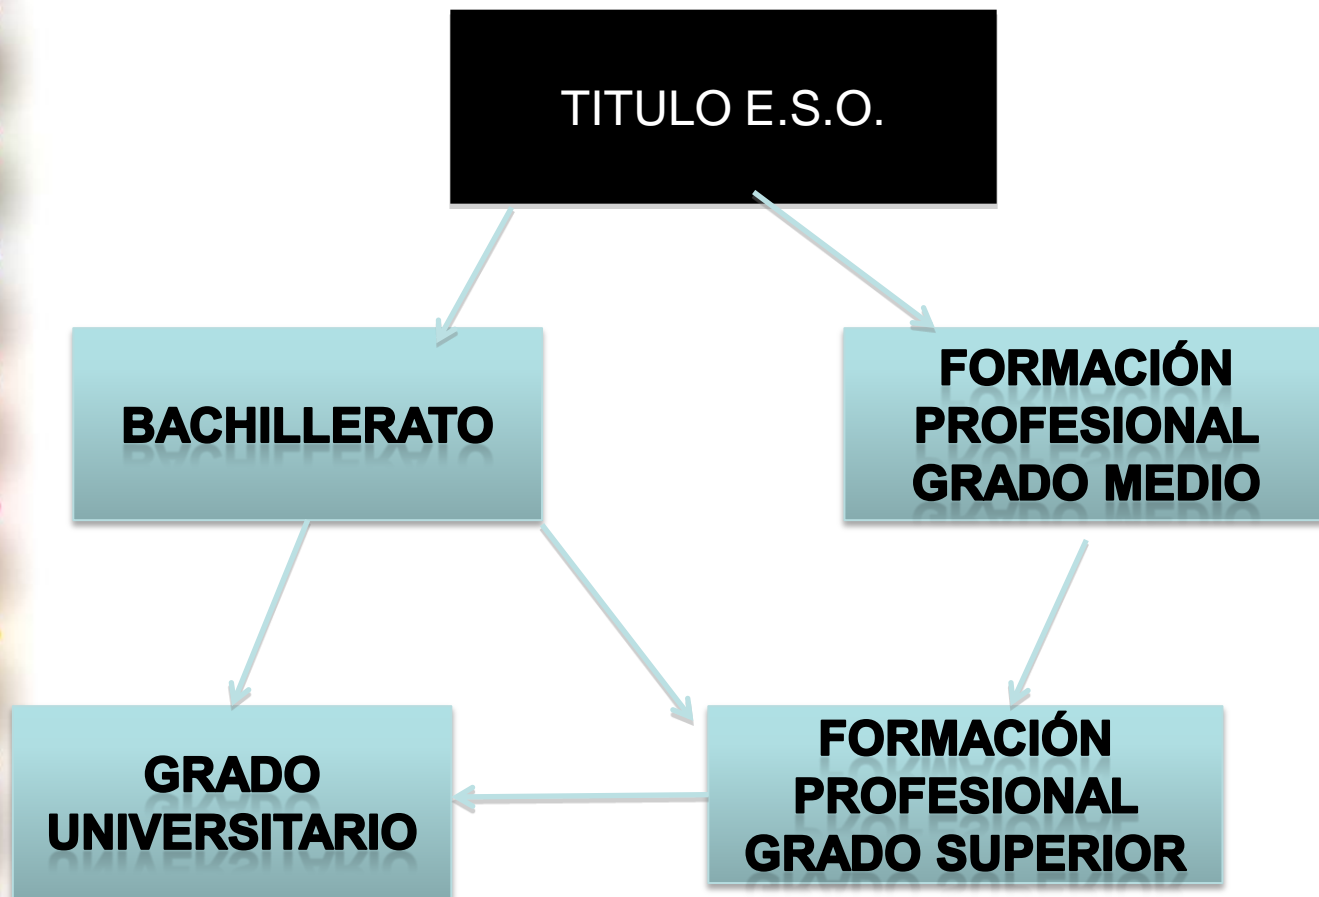 TITULO E.S.O.
BACHILLERATO
FORMACIÓN
PROFESIONAL
GRADO MEDIO
GRADO
UNIVERSITARIO
FORMACIÓN
PROFESIONAL
GRADO SUPERIOR